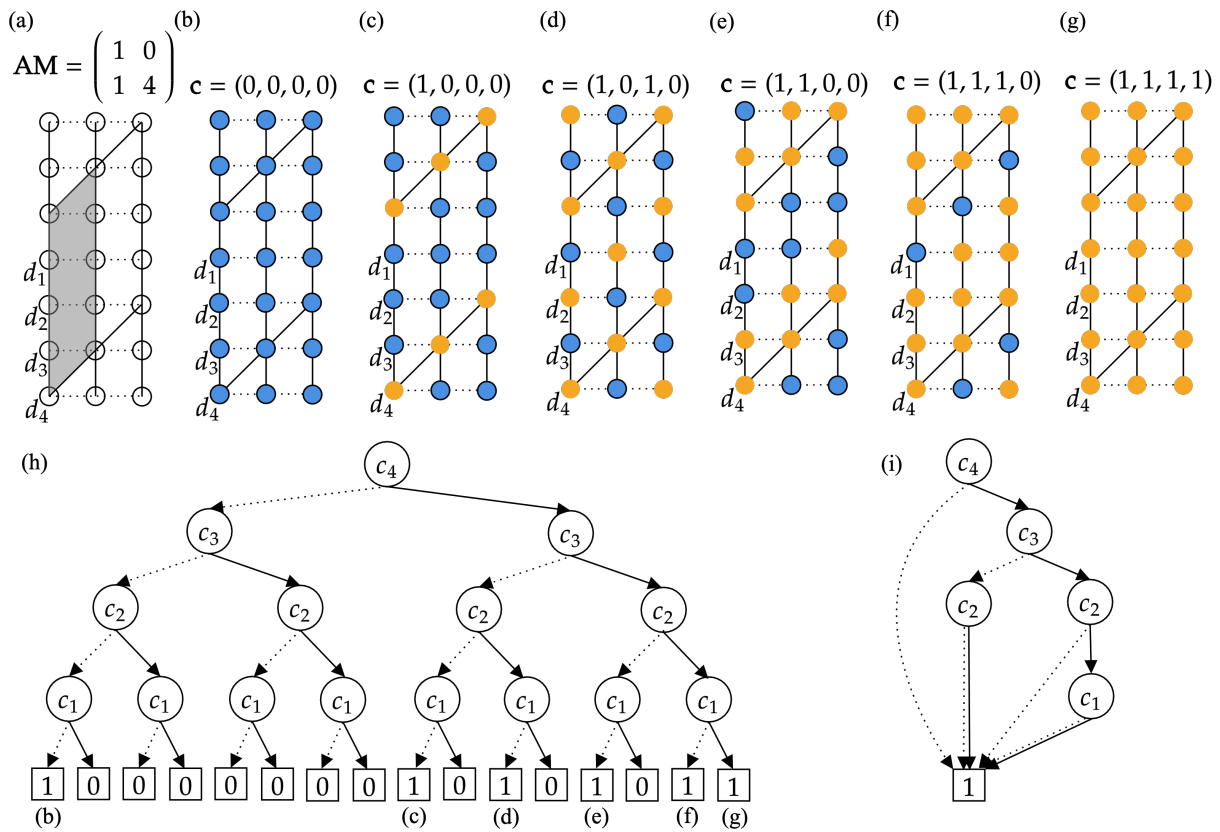 (a) (b) (c) (d) (e) (f) (g)
AM = ( 1 0
1 4 )
c = (0, 0, 0, 0) c = (1, 0, 0, 0) c = (1, 0, 1, 0) c = (1, 1, 0, 0) c = (1, 1, 1, 0) c = (1, 1, 1, 1)
d₁ d₁ d₁ d₁ d₁ d₁ d₁
d₂ d₂ d₂ d₂ d₂ d₂ d₂
d₃ d₃ d₃ d₃ d₃ d₃ d₃
d₄ d₄ d₄ d₄ d₄ d₄ d₄
(h) c₄ (i) c₄
c₃ c₃ c₃
c₂ c₂ c₂ c₂ c₂ c₂
c₁ c₁ c₁ c₁ c₁ c₁ c₁ c₁ c₁
1 0 0 0 0 0 0 0 1 0 1 0 1 0 1 1 1
(b) (c) (d) (e) (f) (g)